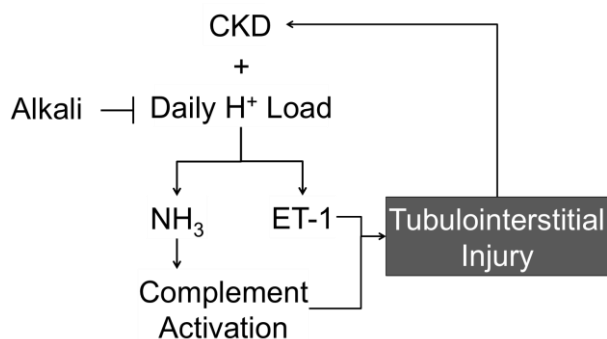 CKD
+
Alkali Daily H⁺ Load
NH₃ ET-1
Tubulointerstitial
Injury
Complement
Activation